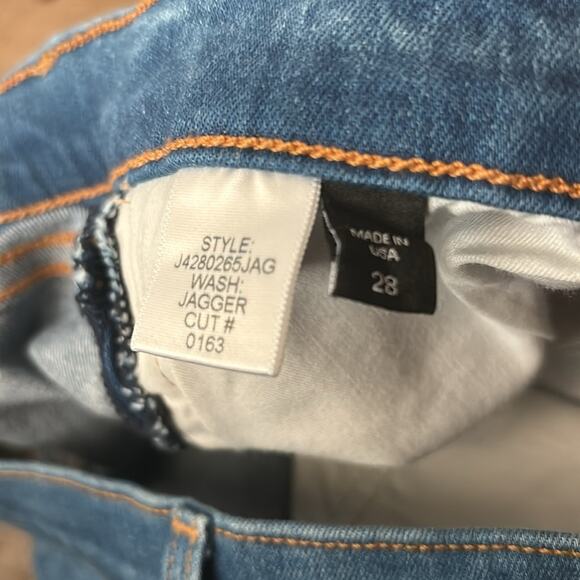 STYLE:
J4280265JAG
WASH:
JAGGER
CUT #
0163
MADE IN
USA
28